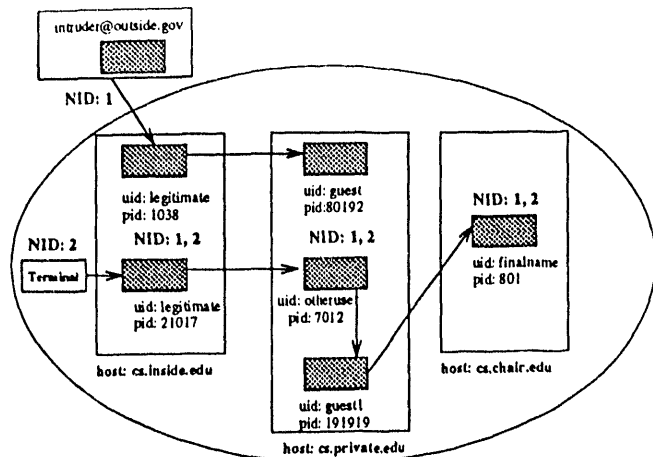 intruder@outside.gov
NID: 1
uid: legitimate
pid: 1038
uid: guest
pid:80192
NID: 1, 2
uid: finalname
pid: 801
NID: 2
Terminal
NID: 1, 2
uid: legitimate
pid: 21017
NID: 1, 2
uid: otheruse
pid: 7012
uid: guest1
pid: 191919
host: cs.inside.edu
host: cs.private.edu
host: cs.chair.edu